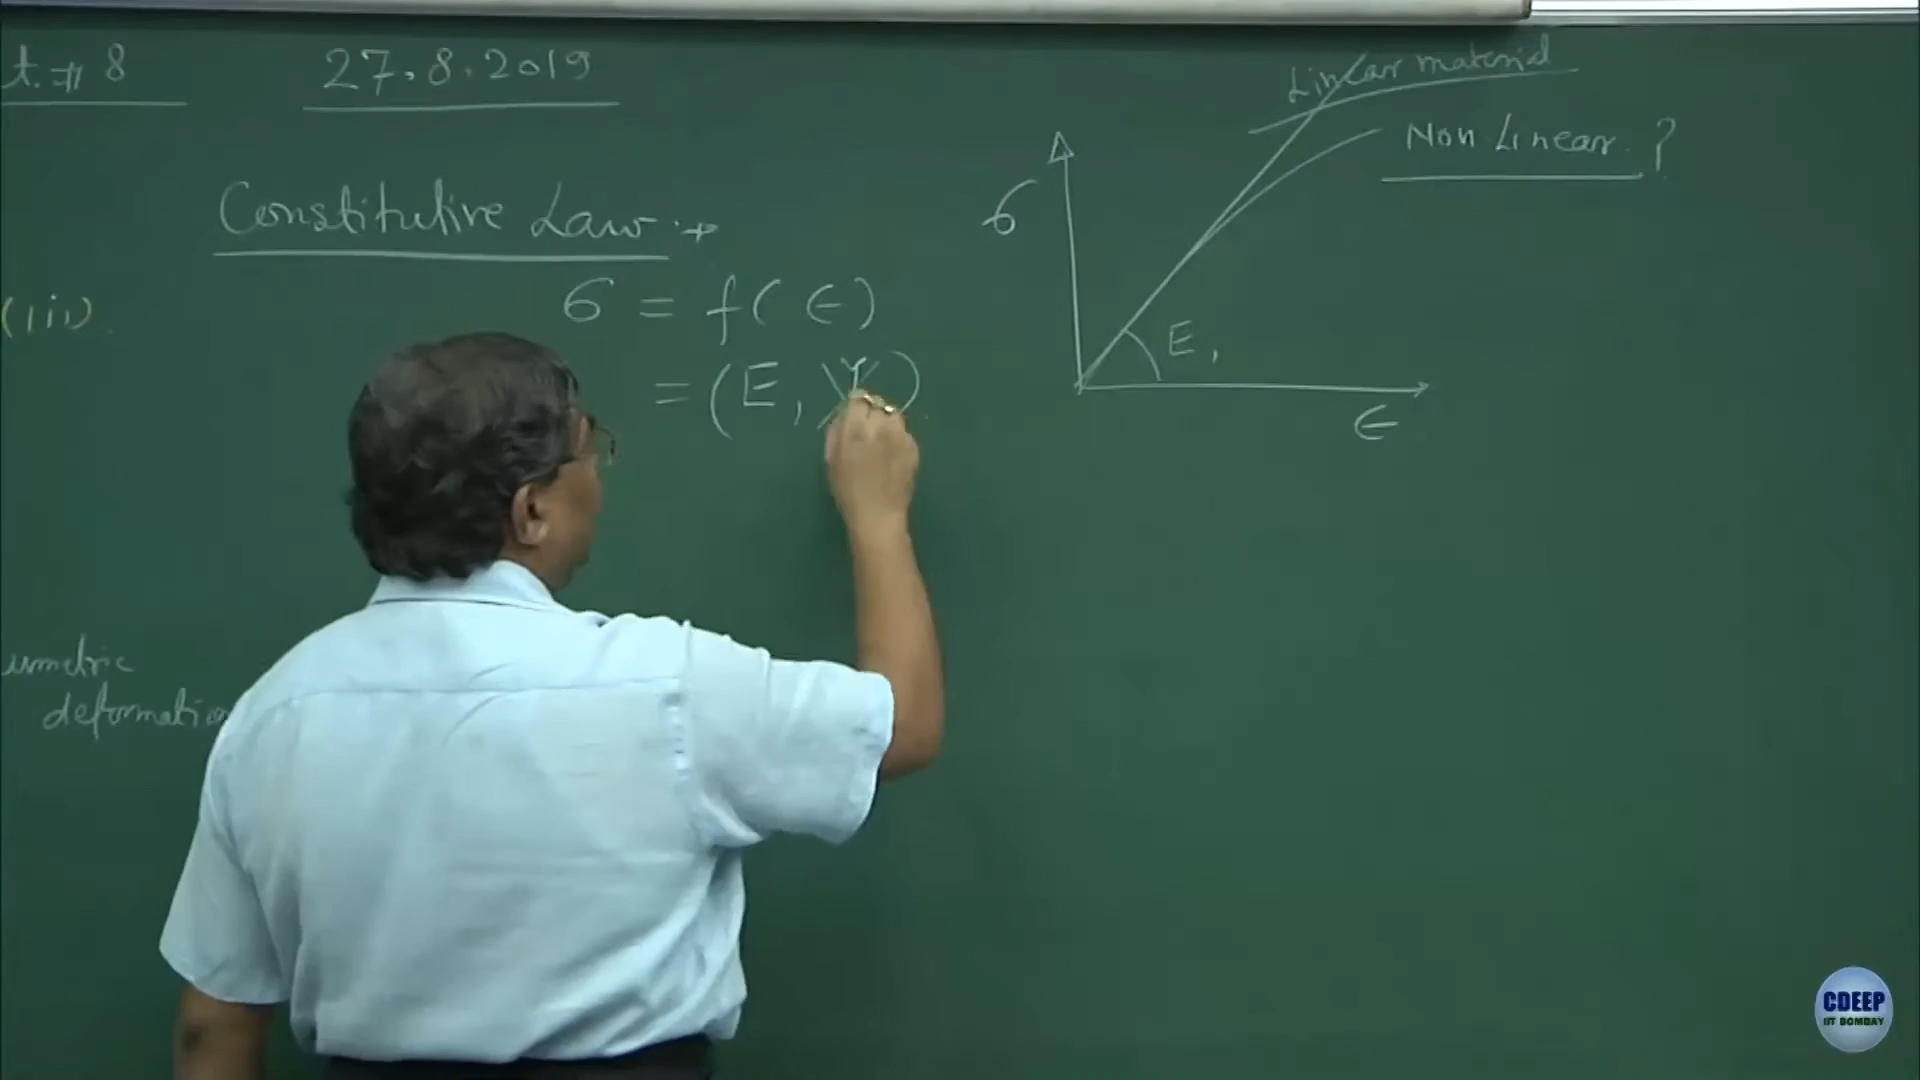 t. # 8
27.8.2019
Constitutive Law :→
σ = f(ϵ)
= (E,
(iii).
umetric
deformation
Linear material
Non Linear. ?
σ
E,
ϵ
CDEEP
IIT BOMBAY